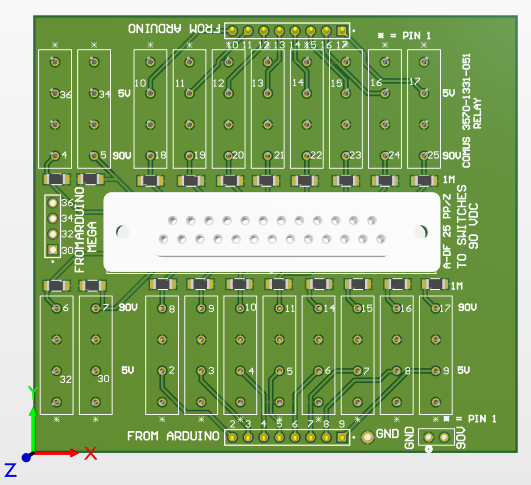 FROM ARDUINO
10 11 12 13 14 15 16 17
* = PIN 1
36 34 10 11 12 13 14 15 16 17
5V 5V
COMUS 3570-1331-051
RELAY
90V 90V
4 5 18 19 20 21 22 23 24 25
1M
36
34
32
30
FROM ARDUINO
MEGA
A-DF 25 PP/Z
TO SWITCHES
90 VDC
1M
6 7 90V 8 9 10 11 14 15 16 17 90V
32 30 5V 2 3 4 5 6 7 8 9 5V
* = PIN 1
2 3 4 5 6 7 8 9
FROM ARDUINO
GND
GND
90V
Y
X
Z